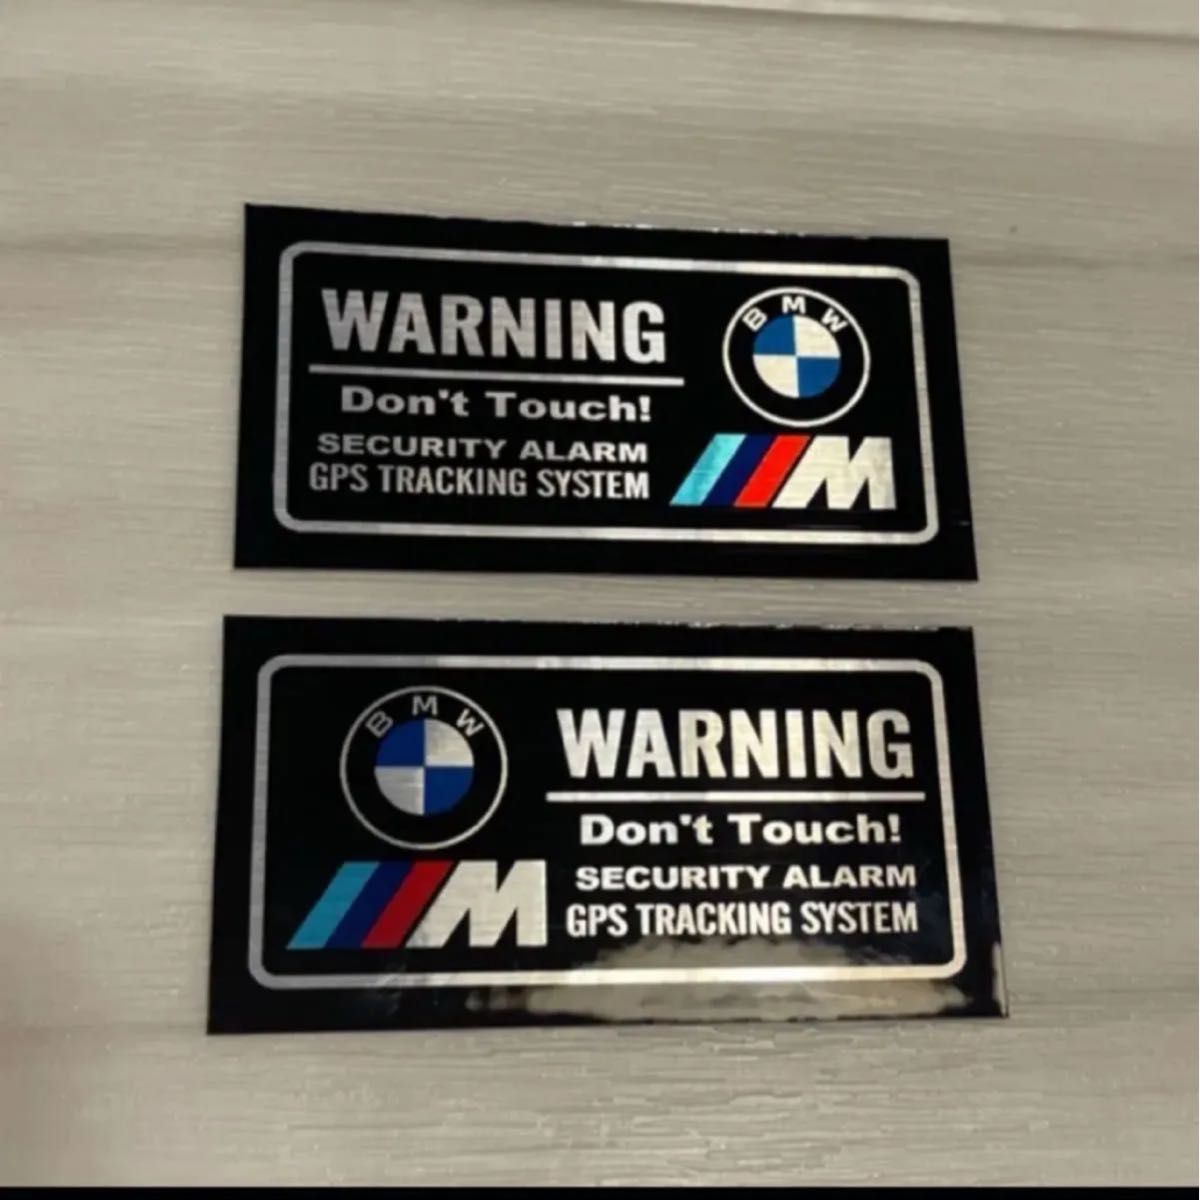 WARNING
Don't Touch!
SECURITY ALARM
GPS TRACKING SYSTEM
BMW
M
BMW
M
WARNING
Don't Touch!
SECURITY ALARM
GPS TRACKING SYSTEM